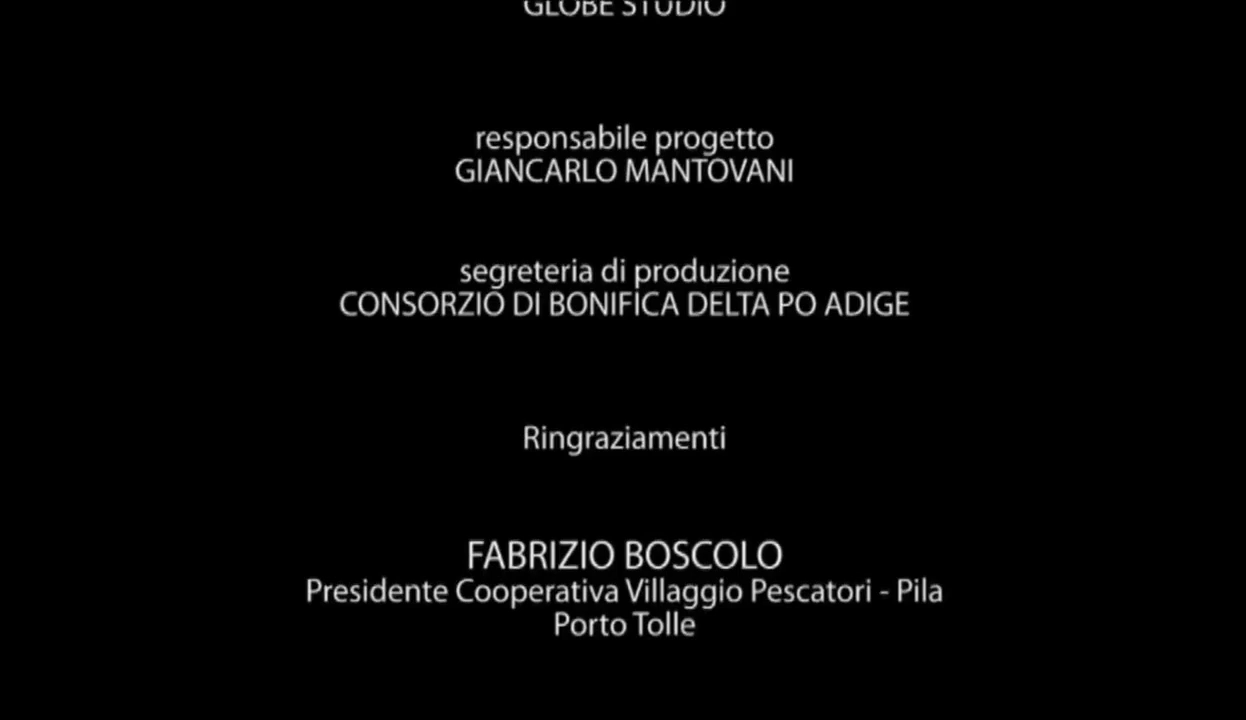 GLOBE STUDIO
responsabile progetto
GIANCARLO MANTOVANI
segreteria di produzione
CONSORZIO DI BONIFICA DELTA PO ADIGE
Ringraziamenti
FABRIZIO BOSCOLO
Presidente Cooperativa Villaggio Pescatori - Pila
Porto Tolle